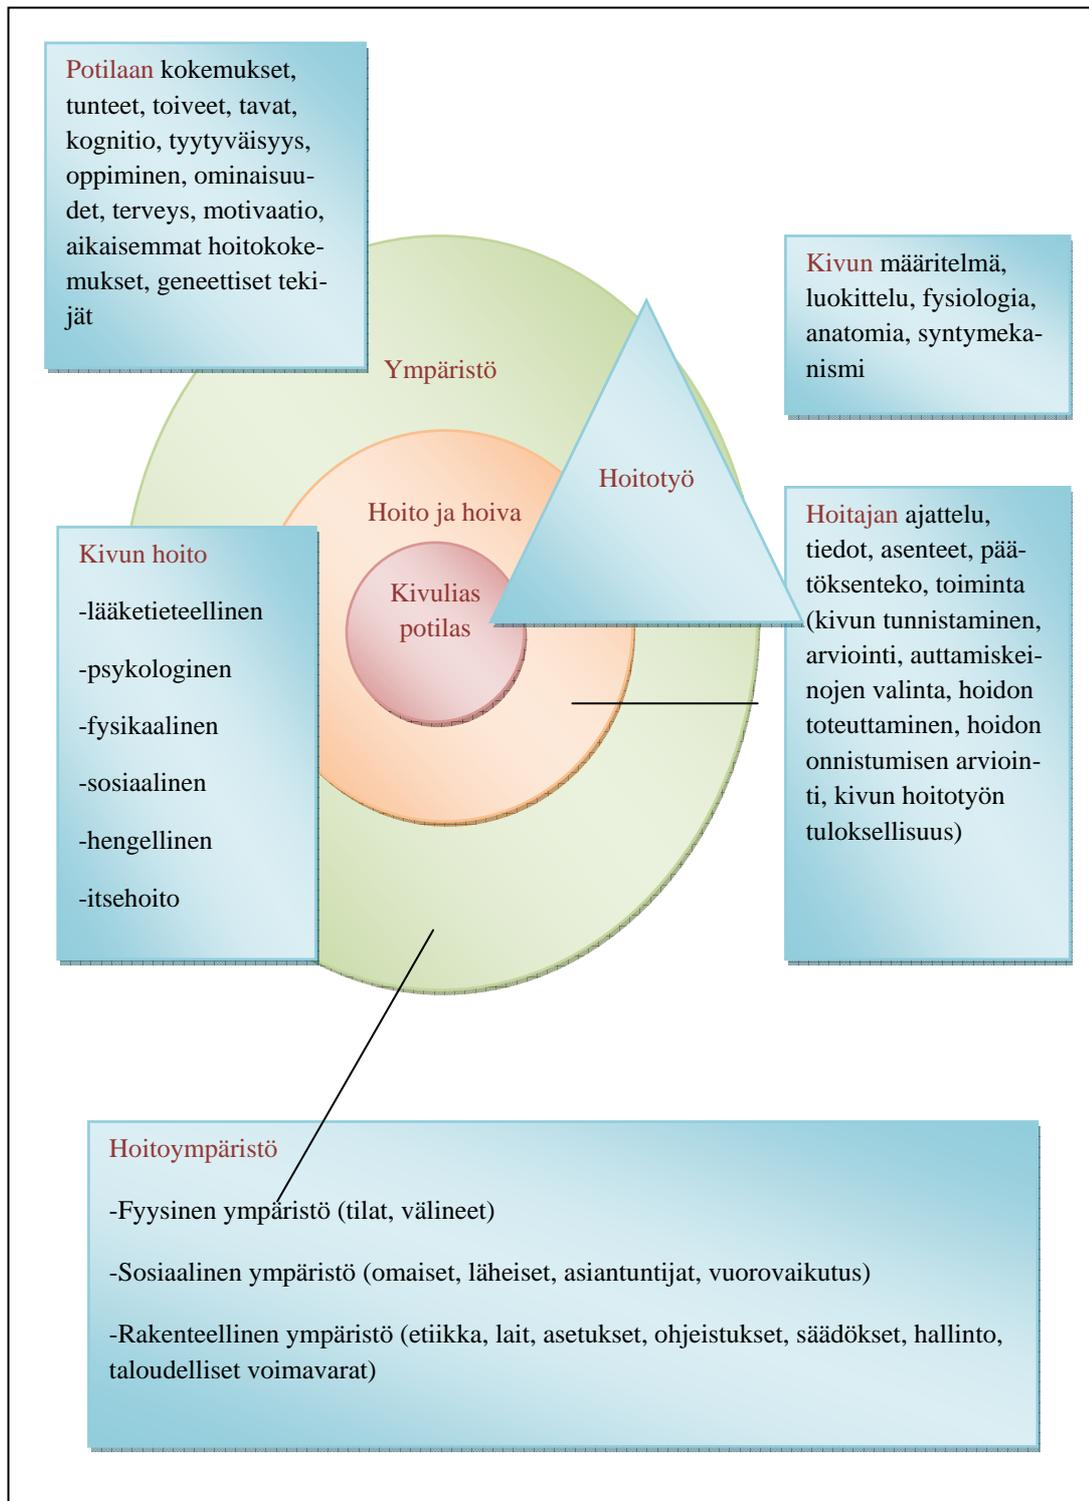 Potilaan kokemukset,
tunteet, toiveet, tavat,
kognitio, tyytyväisyys,
oppiminen, ominaisuu-
det, terveys, motivaatio,
aikaisemmat hoitokoke-
mukset, geneettiset teki-
jät
Kivun määritelmä,
luokittelu, fysiologia,
anatomia, syntymeka-
nismi
Ympäristö
Hoitotyö
Hoito ja hoiva
Kivulias
potilas
Kivun hoito
-lääketieteellinen
-psykologinen
-fysikaalinen
-sosiaalinen
-hengellinen
-itsehoito
Hoitajan ajattelu,
tiedot, asenteet, pää-
töksenteko, toiminta
(kivun tunnistaminen,
arviointi, auttamiskei-
nojen valinta, hoidon
toteuttaminen, hoidon
onnistumisen arvioin-
ti, kivun hoitotyön
tuloksellisuus)
Hoitoympäristö
-Fyysinen ympäristö (tilat, välineet)
-Sosiaalinen ympäristö (omaiset, läheiset, asiantuntijat, vuorovaikutus)
-Rakenteellinen ympäristö (etiikka, lait, asetukset, ohjeistukset, säädökset, hallinto,
taloudelliset voimavarat)